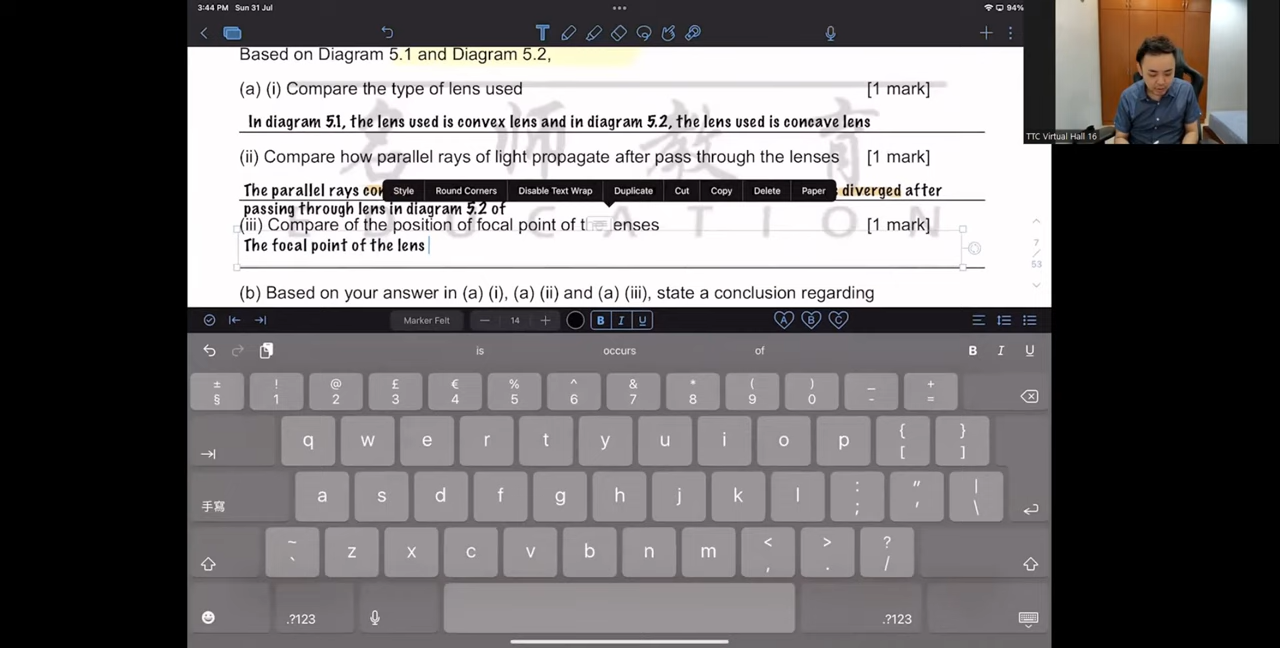 3:44 PM Sun 31 Jul
94%
Based on Diagram 5.1 and Diagram 5.2,
(a) (i) Compare the type of lens used [1 mark]
In diagram 5.1, the lens used is convex lens and in diagram 5.2, the lens used is concave lens
(ii) Compare how parallel rays of light propagate after pass through the lenses [1 mark]
The parallel rays
Style Round Corners Disable Text Wrap Duplicate Cut Copy Delete Paper
diverged after
passing through lens in diagram 5.2 of
(iii) Compare of the position of focal point of enses [1 mark]
The focal point of the lens
(b) Based on your answer in (a) (i), (a) (ii) and (a) (iii), state a conclusion regarding
名师教育
EDUCATION
7
/
53
TTC Virtual Hall 16
Marker Felt — 14 + B I U A B C
is occurs of B I U
± ! @ £ € % ^ & * ( ) _ +
§ 1 2 3 4 5 6 7 8 9 0 - =
q w e r t y u i o p { }
[ ]
a s d f g h j k l : " |
; ' \
手寫
~ z x c v b n m < > ?
` , . /
.?123 .?123